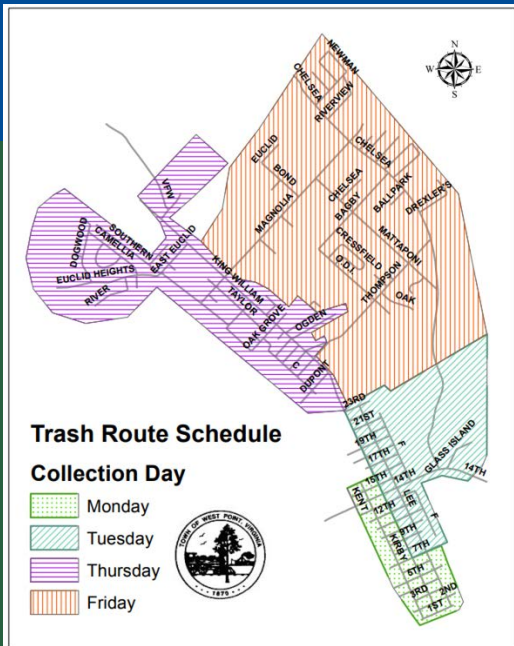 N
W E
S
NEWMAN
CHELSEA
RIVERVIEW
EUCLID
CHELSEA
BOND
CHELSEA
BALLPARK
VFW
MAGNOLIA
BAGBY
DREXLER'S
DOGWOOD
SOUTHERN
CAMELLIA
EAST EUCLID
CRESSFIELD
MATTAPONI
EUCLID HEIGHTS
KING WILLIAM
O.D.I.
THOMPSON
RIVER
TAYLOR
OAK
OAK GROVE
OGDEN
C
DUPONT
23RD
21ST
19TH
F
17TH
GLASS ISLAND
15TH
14TH
14TH
KENT
LEE
12TH
F
9TH
KIRBY
7TH
5TH
3RD
2ND
1ST
Trash Route Schedule
Collection Day
Monday
Tuesday
Thursday
Friday
TOWN OF WEST POINT, VIRGINIA
1870